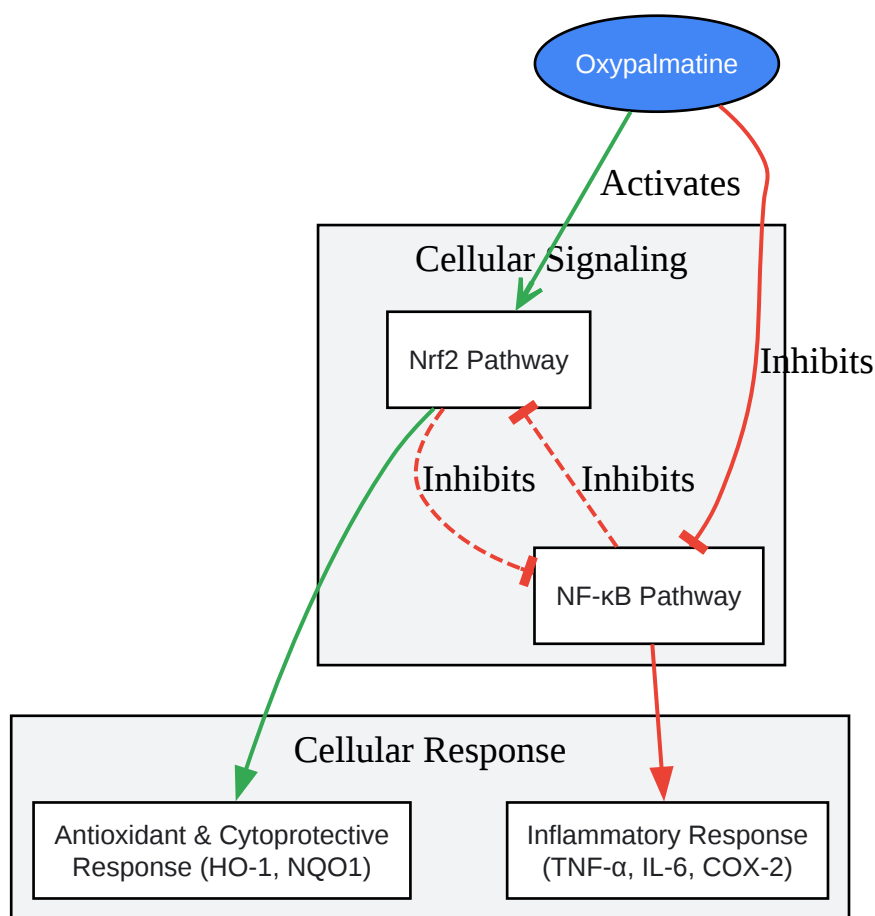 Oxypalmatine
Activates
Cellular Signaling
Nrf2 Pathway
Inhibits
Inhibits
Inhibits
NF-κB Pathway
Cellular Response
Antioxidant & Cytoprotective
Response (HO-1, NQO1)
Inflammatory Response
(TNF-α, IL-6, COX-2)